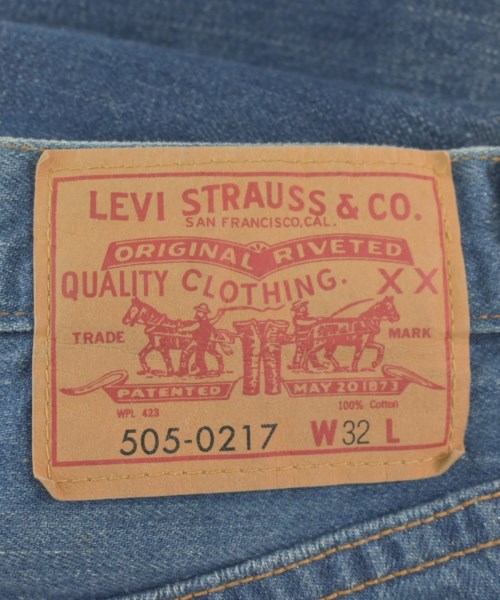 LEVI STRAUSS & CO.
SAN FRANCISCO, CAL.
ORIGINAL RIVETED
QUALITY CLOTHING. XX
TRADE MARK
PATENTED MAY 20 1873
WPL 423 100% Cotton
505-0217 W 32 L